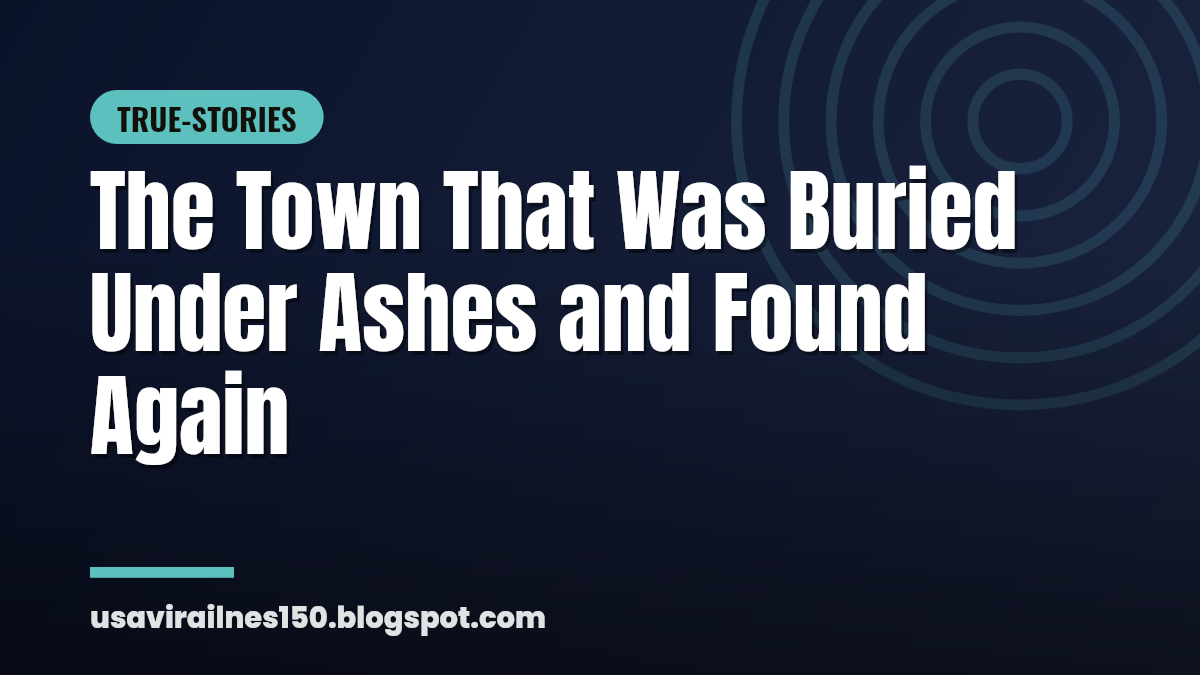 TRUE-STORIES
The Town That Was Buried
Under Ashes and Found
Again
usavirailnes150.blogspot.com